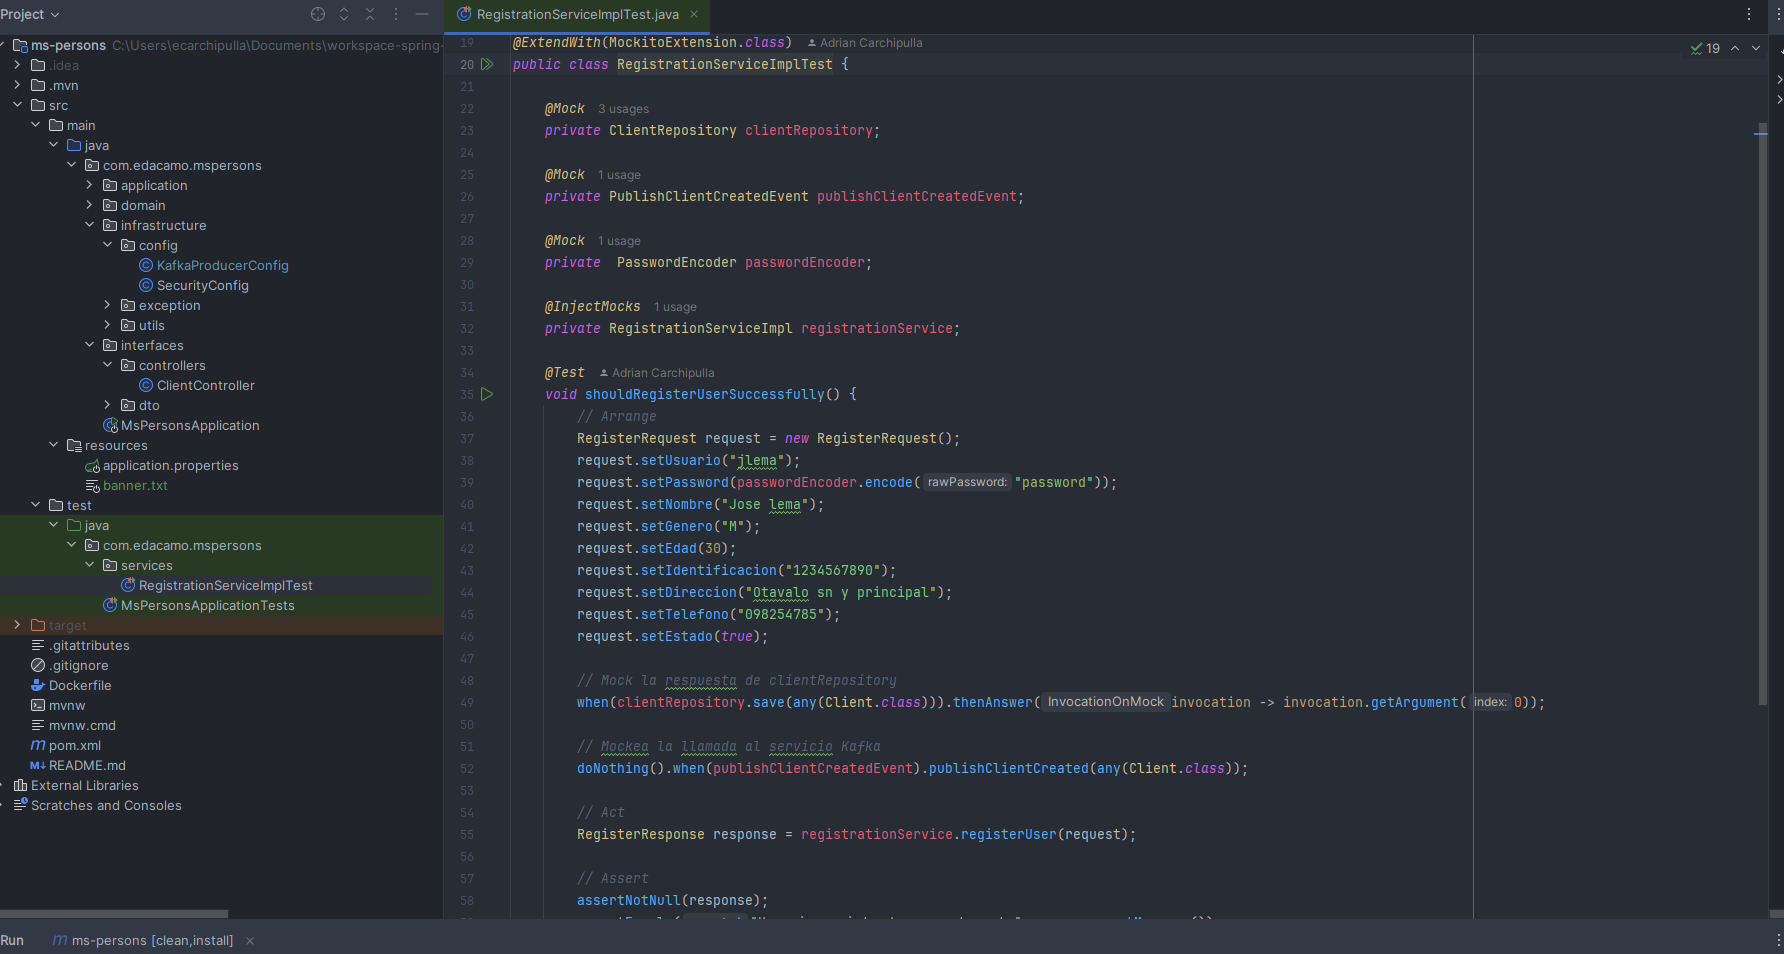 Project
RegistrationServiceImplTest.java
ms-persons C:\Users\ecarchipulla\Documents\workspace-spring-
.idea
.mvn
src
main
java
com.edacamo.mspersons
application
domain
infrastructure
config
KafkaProducerConfig
SecurityConfig
exception
utils
interfaces
controllers
ClientController
dto
MsPersonsApplication
resources
application.properties
banner.txt
test
java
com.edacamo.mspersons
services
RegistrationServiceImplTest
MsPersonsApplicationTests
target
.gitattributes
.gitignore
Dockerfile
mvnw
mvnw.cmd
pom.xml
README.md
External Libraries
Scratches and Consoles
19 @ExtendWith(MockitoExtension.class) Adrian Carchipulla
19
20 public class RegistrationServiceImplTest {
21
22 @Mock 3 usages
23 private ClientRepository clientRepository;
24
25 @Mock 1 usage
26 private PublishClientCreatedEvent publishClientCreatedEvent;
27
28 @Mock 1 usage
29 private  PasswordEncoder passwordEncoder;
30
31 @InjectMocks 1 usage
32 private RegistrationServiceImpl registrationService;
33
34 @Test Adrian Carchipulla
35 void shouldRegisterUserSuccessfully() {
36 // Arrange
37 RegisterRequest request = new RegisterRequest();
38 request.setUsuario("jlema");
39 request.setPassword(passwordEncoder.encode( rawPassword: "password"));
40 request.setNombre("Jose lema");
41 request.setGenero("M");
42 request.setEdad(30);
43 request.setIdentificacion("1234567890");
44 request.setDireccion("Otavalo sn y principal");
45 request.setTelefono("098254785");
46 request.setEstado(true);
47
48 // Mock la respuesta de clientRepository
49 when(clientRepository.save(any(Client.class))).thenAnswer( InvocationOnMock invocation -> invocation.getArgument( index: 0));
50
51 // Mockea la llamada al servicio Kafka
52 doNothing().when(publishClientCreatedEvent).publishClientCreated(any(Client.class));
53
54 // Act
55 RegisterResponse response = registrationService.registerUser(request);
56
57 // Assert
58 assertNotNull(response);
Run ms-persons [clean,install]